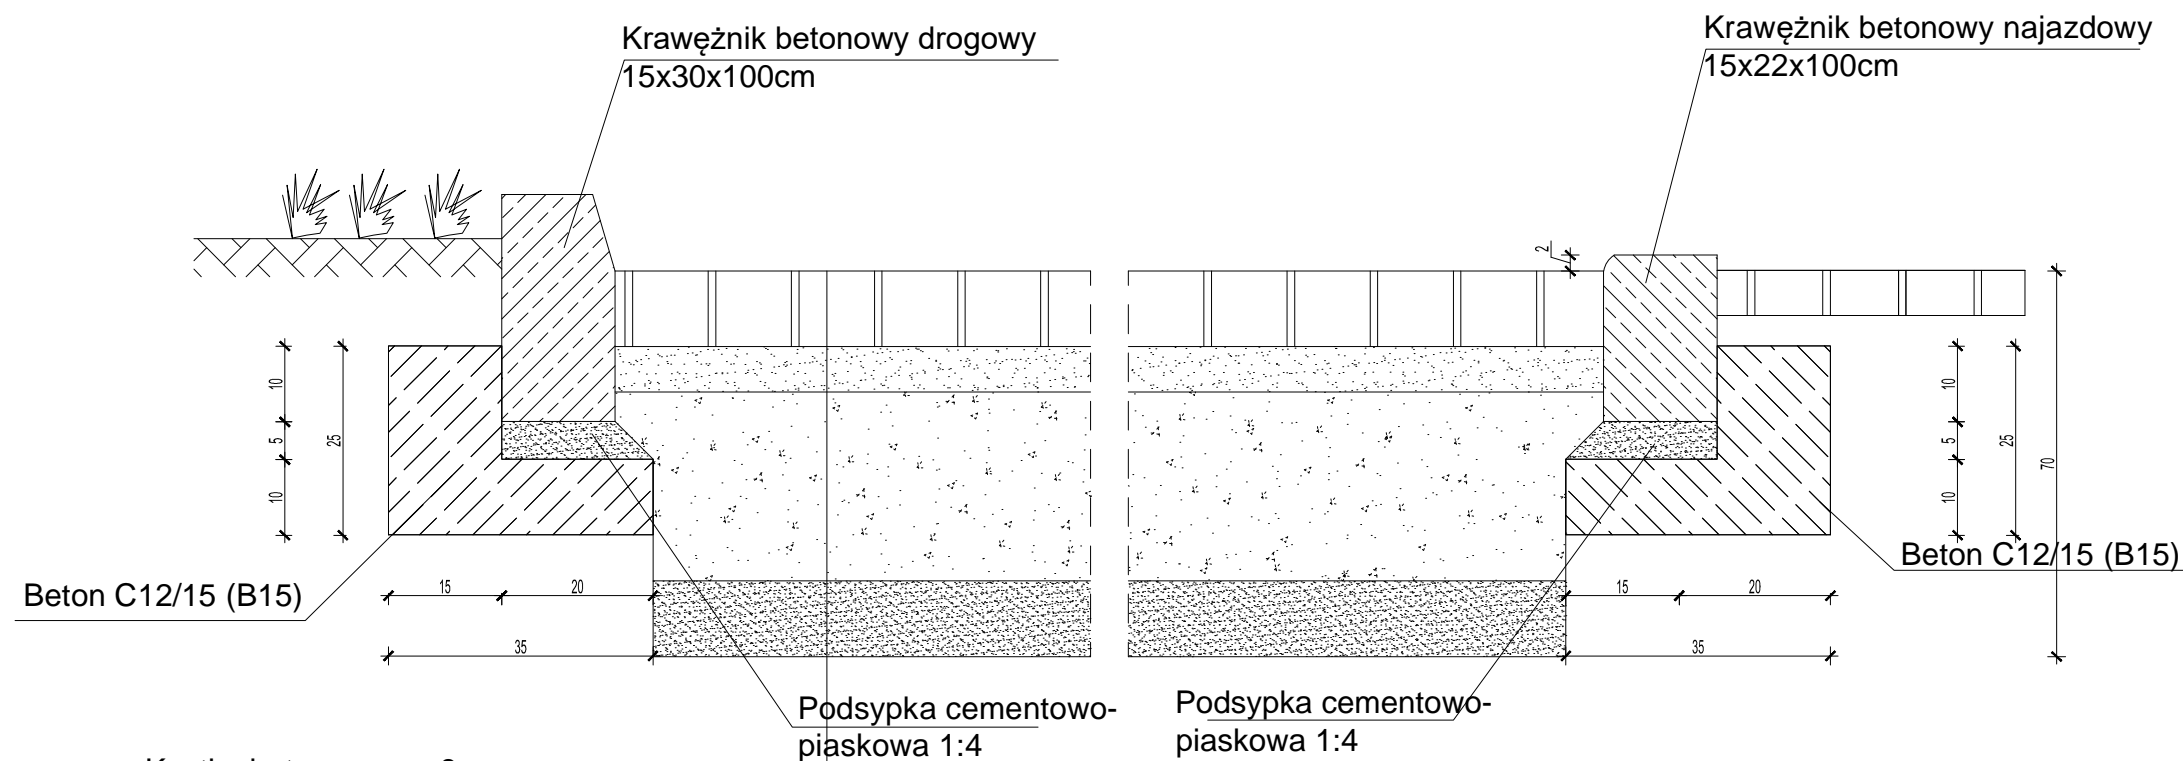 Krawężnik betonowy drogowy
15x30x100cm
Krawężnik betonowy najazdowy
15x22x100cm
2
10
5
10
25
10
5
10
25
70
Beton C12/15 (B15)
Beton C12/15 (B15)
15
20
35
15
20
35
Podsypka cementowo-
piaskowa 1:4
Podsypka cementowo-
piaskowa 1:4